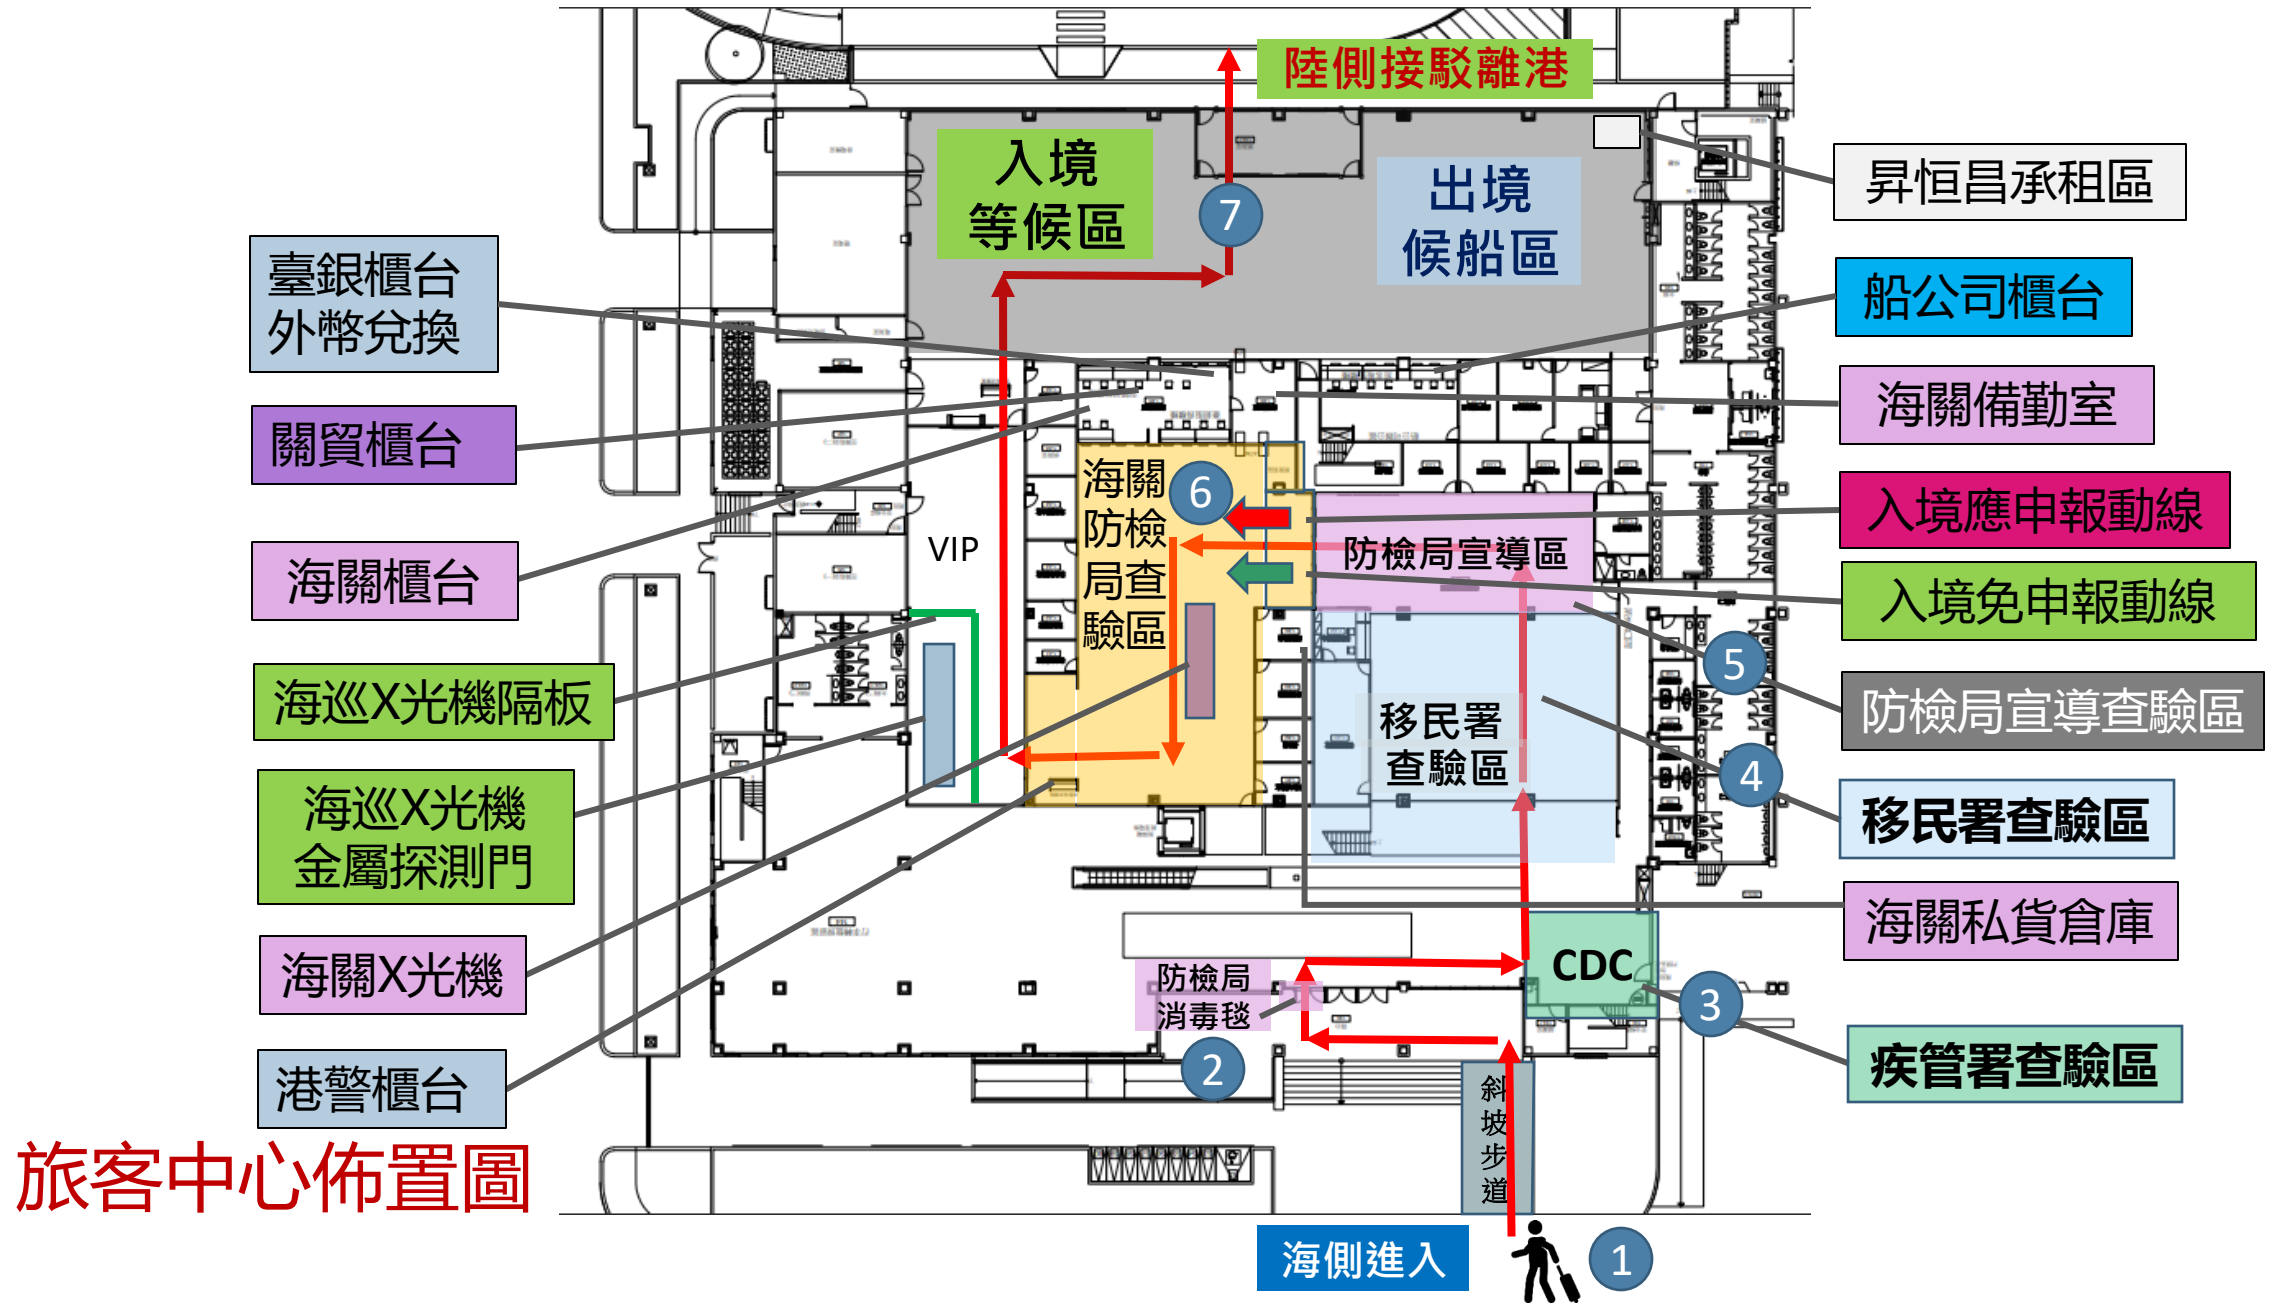 陸側接駁離港
入境
等候區
7
出境
候船區
昇恒昌承租區
臺銀櫃台
外幣兌換
船公司櫃台
關貿櫃台
海關備勤室
海關
防檢
局查
驗區
6
入境應申報動線
VIP
防檢局宣導區
海關櫃台
入境免申報動線
海巡X光機隔板
5
防檢局宣導查驗區
移民署
查驗區
4
海巡X光機
金屬探測門
移民署查驗區
海關私貨倉庫
海關X光機
CDC
防檢局
消毒毯
3
港警櫃台
2
疾管署查驗區
斜
坡
步
道
旅客中心佈置圖
海側進入
1